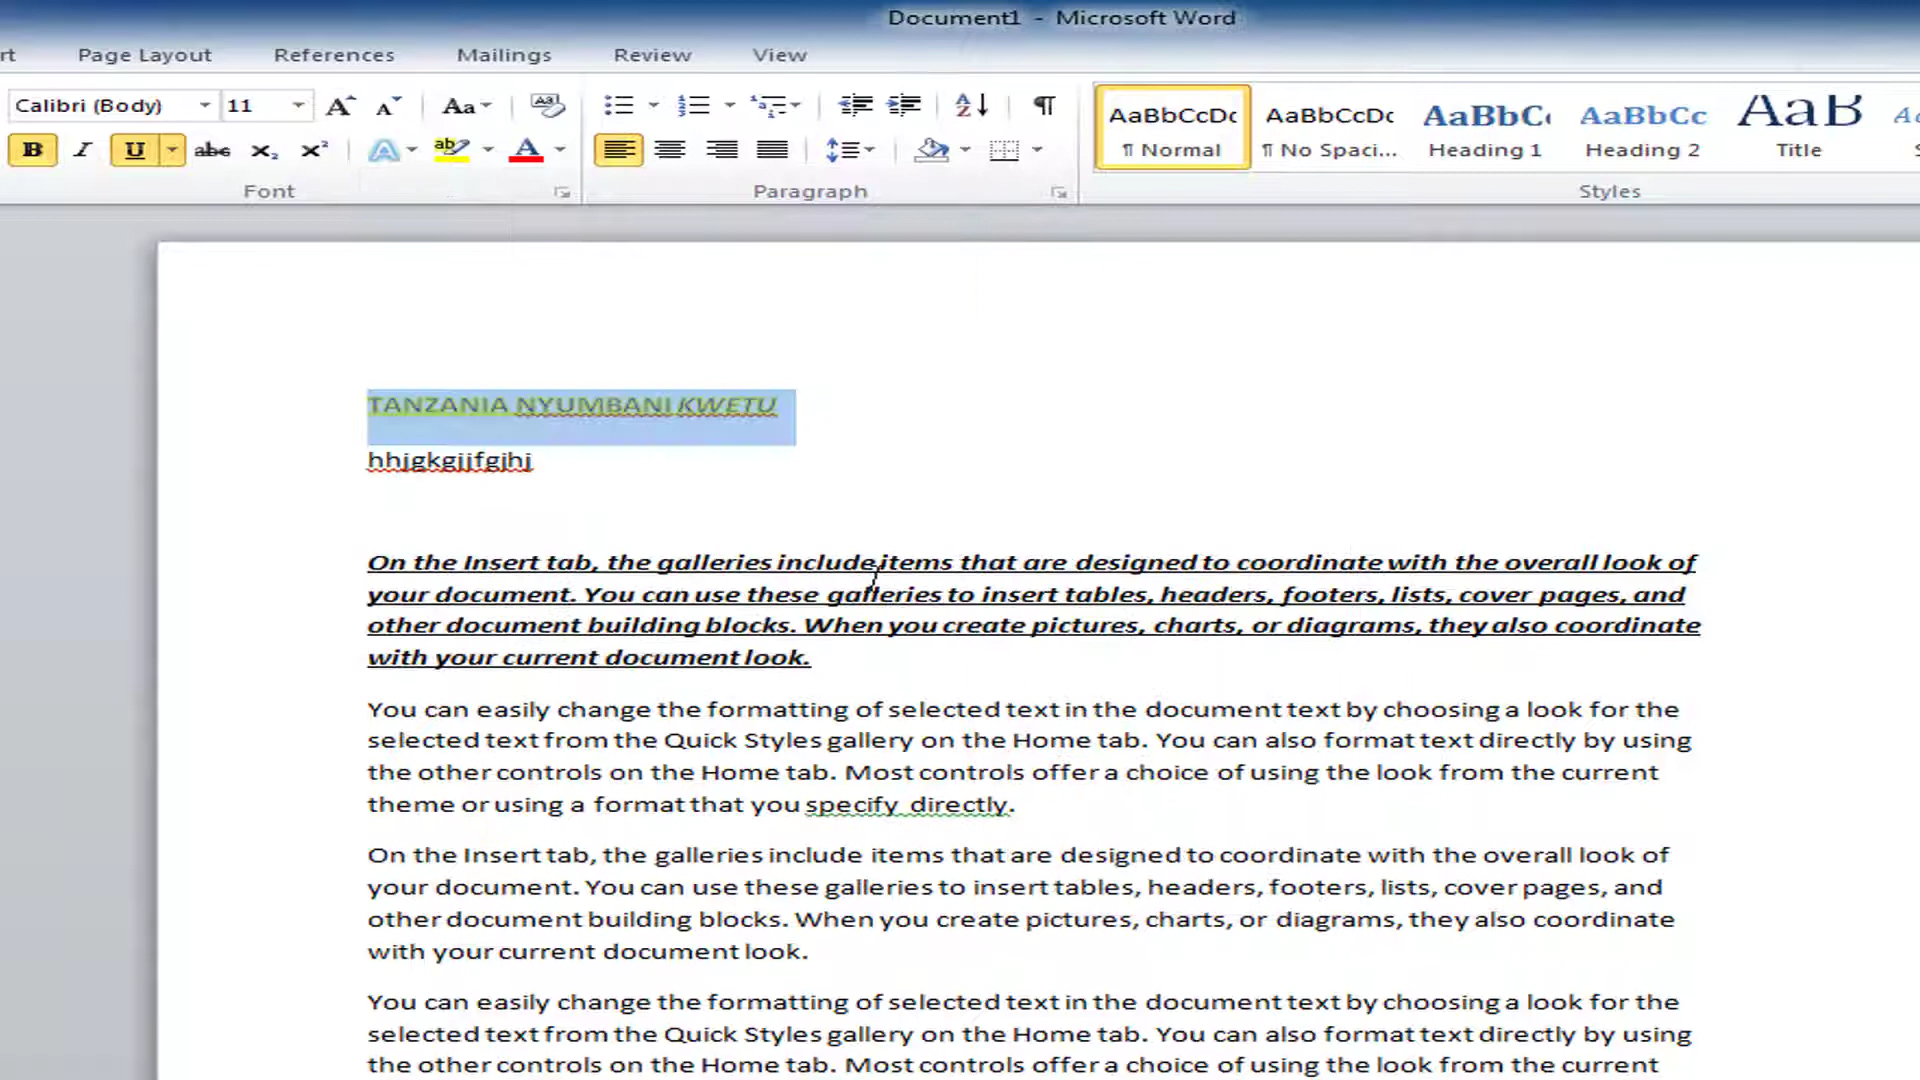 Document1 - Microsoft Word
rt Page Layout References Mailings Review View
Calibri (Body) 11 Aa Aa AaBbCcDc AaBbCcDc AaBbC AaBbCc AaB
B I U abc x₂ x² ab A ¶ Normal ¶ No Spaci... Heading 1 Heading 2 Title
Font Paragraph Styles
TANZANIA NYUMBANI KWETU
hhjgkgjjfgjhj
On the Insert tab, the galleries include items that are designed to coordinate with the overall look of
your document. You can use these galleries to insert tables, headers, footers, lists, cover pages, and
other document building blocks. When you create pictures, charts, or diagrams, they also coordinate
with your current document look.
You can easily change the formatting of selected text in the document text by choosing a look for the
selected text from the Quick Styles gallery on the Home tab. You can also format text directly by using
the other controls on the Home tab. Most controls offer a choice of using the look from the current
theme or using a format that you specify directly.
On the Insert tab, the galleries include items that are designed to coordinate with the overall look of
your document. You can use these galleries to insert tables, headers, footers, lists, cover pages, and
other document building blocks. When you create pictures, charts, or diagrams, they also coordinate
with your current document look.
You can easily change the formatting of selected text in the document text by choosing a look for the
selected text from the Quick Styles gallery on the Home tab. You can also format text directly by using
the other controls on the Home tab. Most controls offer a choice of using the look from the current